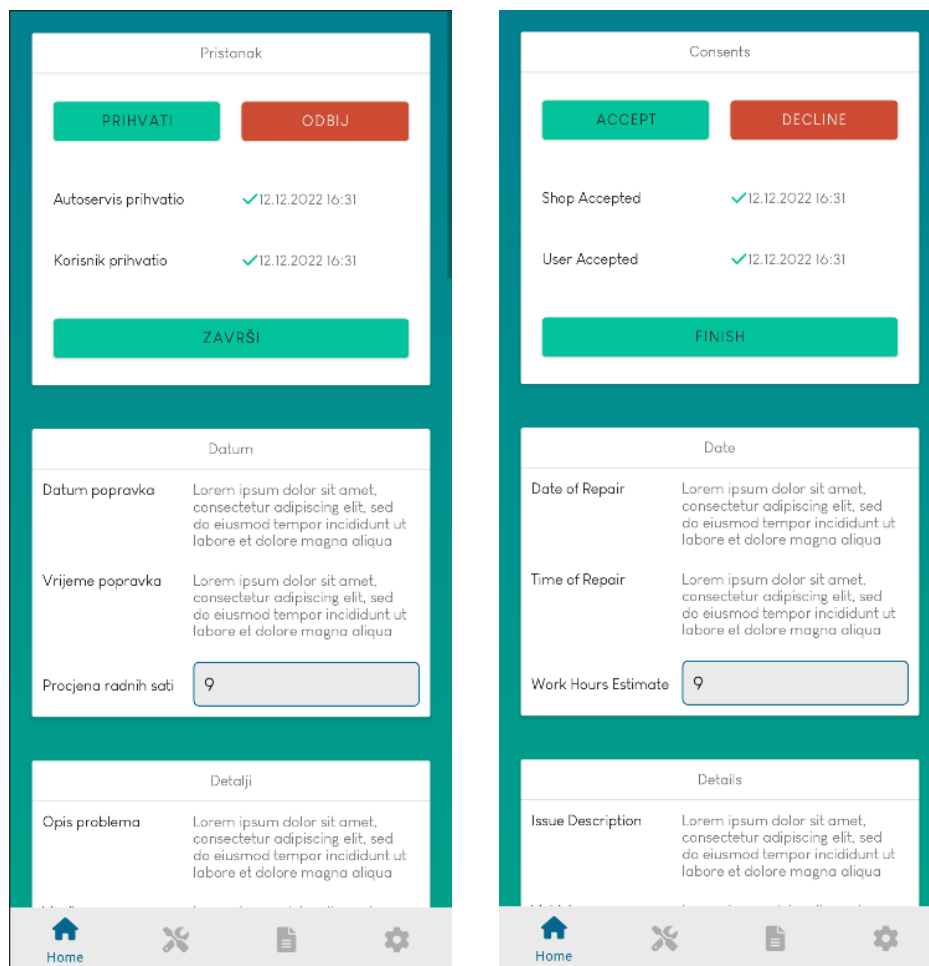 Pristanak
PRIHVATI
ODBIJ
Autoservis prihvatio
12.12.2022 16:31
Korisnik prihvatio
12.12.2022 16:31
ZAVRŠI
Datum
Datum popravka
Lorem ipsum dolor sit amet,
consectetur adipiscing elit, sed
do eiusmod tempor incididunt ut
labore et dolore magna aliqua
Vrijeme popravka
Lorem ipsum dolor sit amet,
consectetur adipiscing elit, sed
do eiusmod tempor incididunt ut
labore et dolore magna aliqua
Procjena radnih sati
9
Detalji
Opis problema
Lorem ipsum dolor sit amet,
consectetur adipiscing elit, sed
do eiusmod tempor incididunt ut
labore et dolore magna aliqua
Home
Consents
ACCEPT
DECLINE
Shop Accepted
12.12.2022 16:31
User Accepted
12.12.2022 16:31
FINISH
Date
Date of Repair
Lorem ipsum dolor sit amet,
consectetur adipiscing elit, sed
do eiusmod tempor incididunt ut
labore et dolore magna aliqua
Time of Repair
Lorem ipsum dolor sit amet,
consectetur adipiscing elit, sed
do eiusmod tempor incididunt ut
labore et dolore magna aliqua
Work Hours Estimate
9
Details
Issue Description
Lorem ipsum dolor sit amet,
consectetur adipiscing elit, sed
do eiusmod tempor incididunt ut
labore et dolore magna aliqua
Home